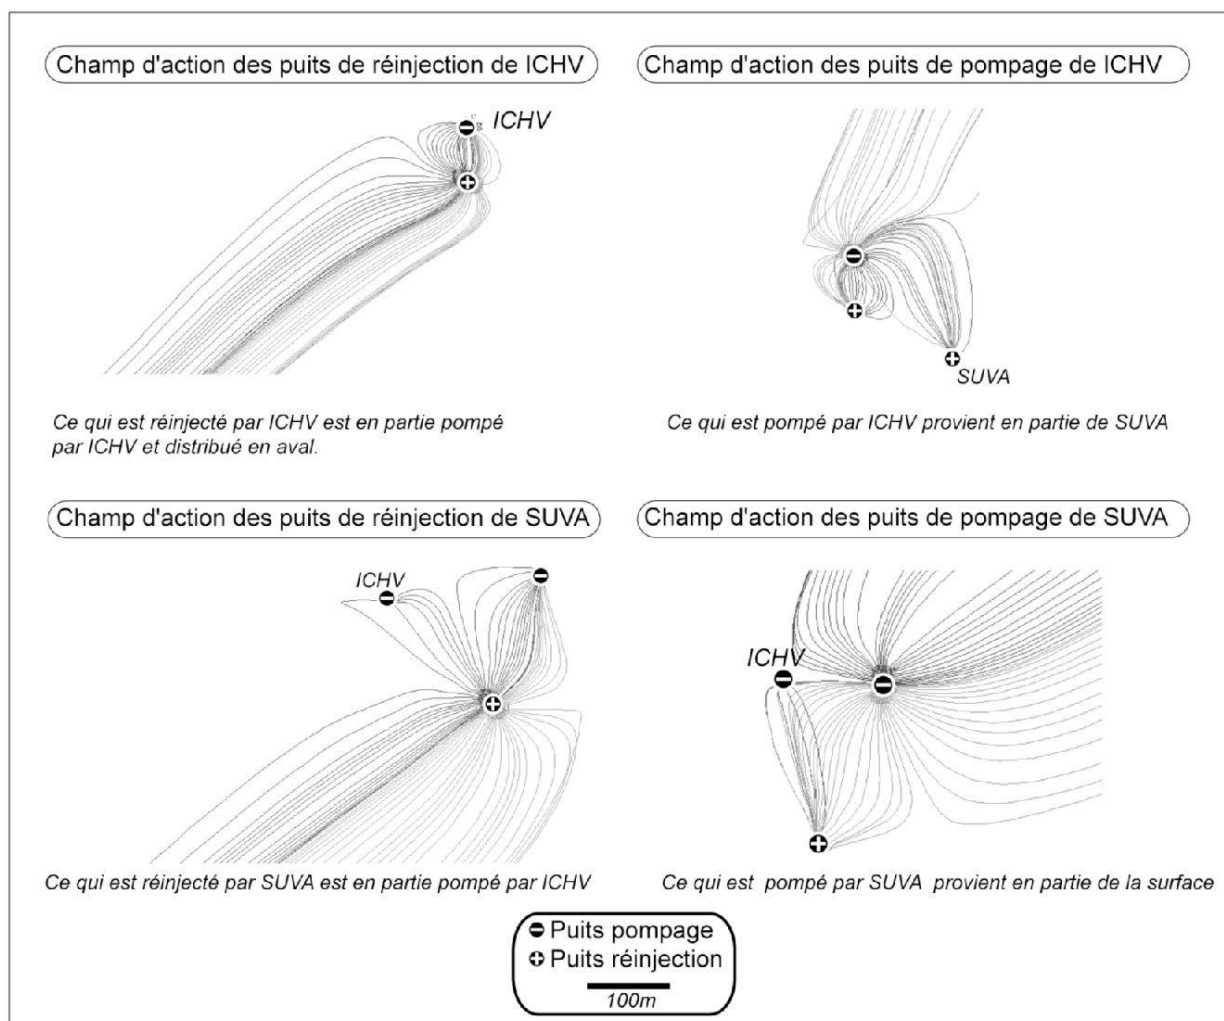 Champ d'action des puits de réinjection de ICHV
Champ d'action des puits de pompage de ICHV
ICHV
SUVA
Ce qui est réinjecté par ICHV est en partie pompé
par ICHV et distribué en aval.
Ce qui est pompé par ICHV provient en partie de SUVA
Champ d'action des puits de réinjection de SUVA
Champ d'action des puits de pompage de SUVA
ICHV
ICHV
Ce qui est réinjecté par SUVA est en partie pompé par ICHV
Ce qui est pompé par SUVA provient en partie de la surface
Puits pompage
Puits réinjection
100m